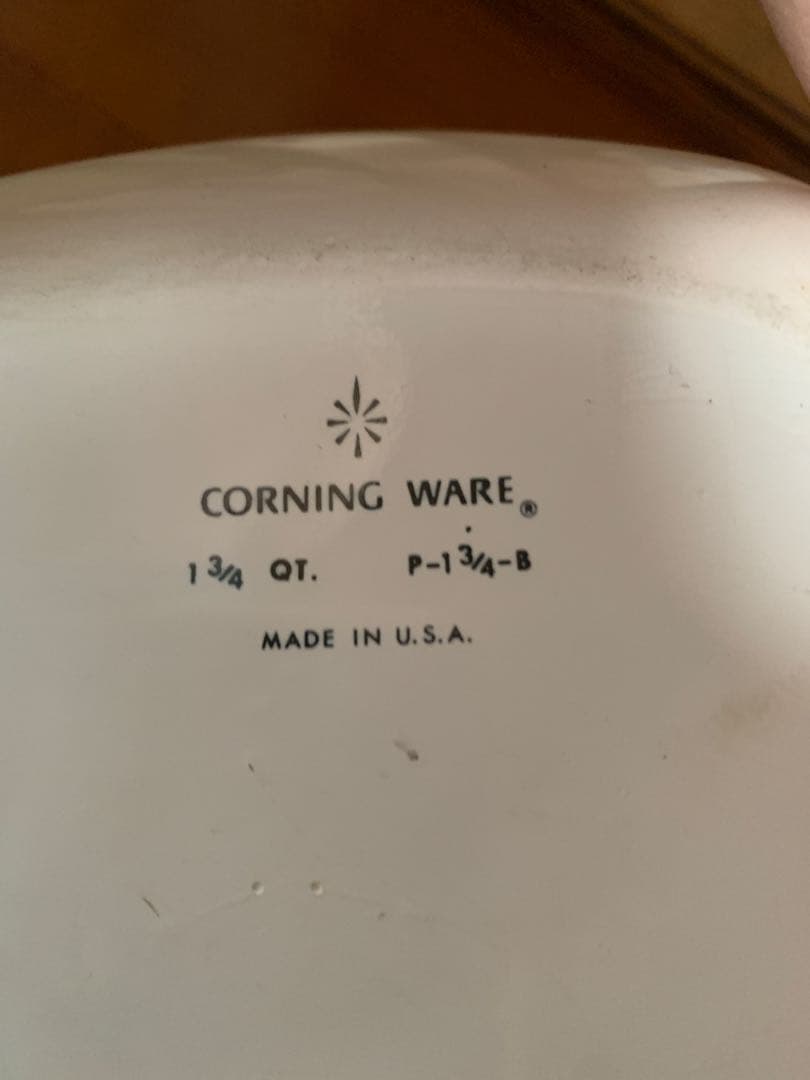 CORNING WARE®
1 3/4 QT. P-1 3/4-B
MADE IN U.S.A.